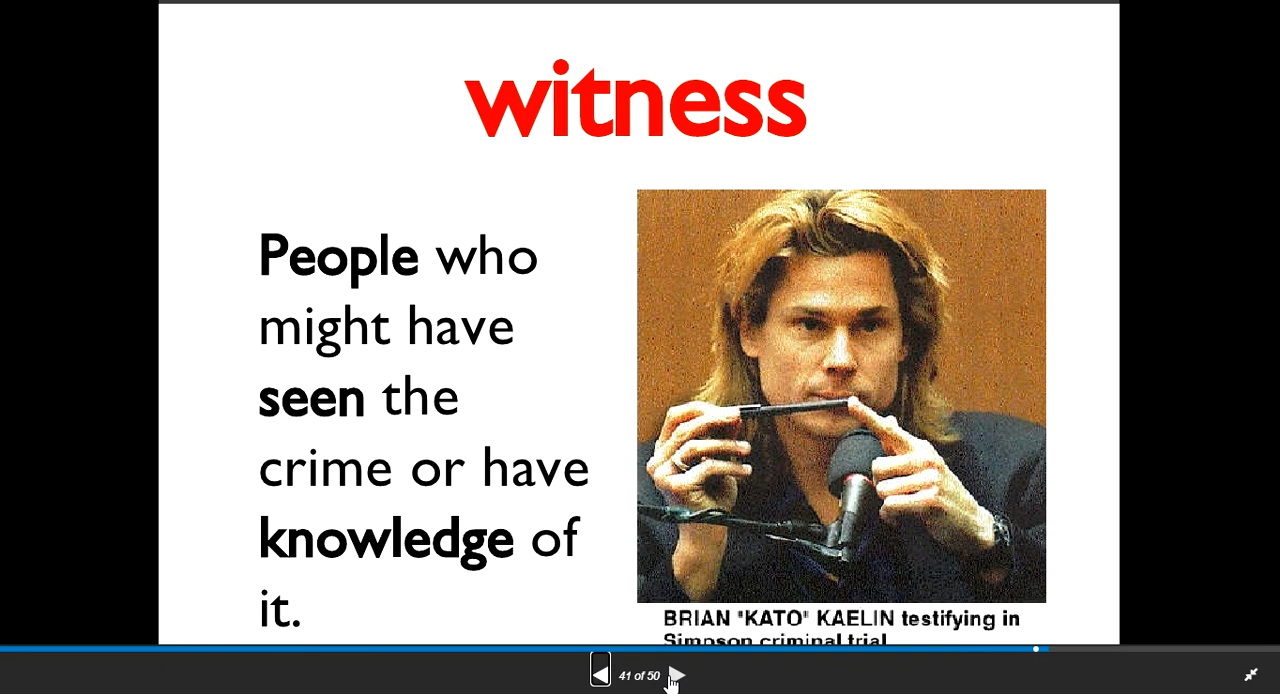 witness
People who
might have
seen the
crime or have
knowledge of
it.
BRIAN "KATO" KAELIN testifying in
Simpson criminal trial
41 of 50